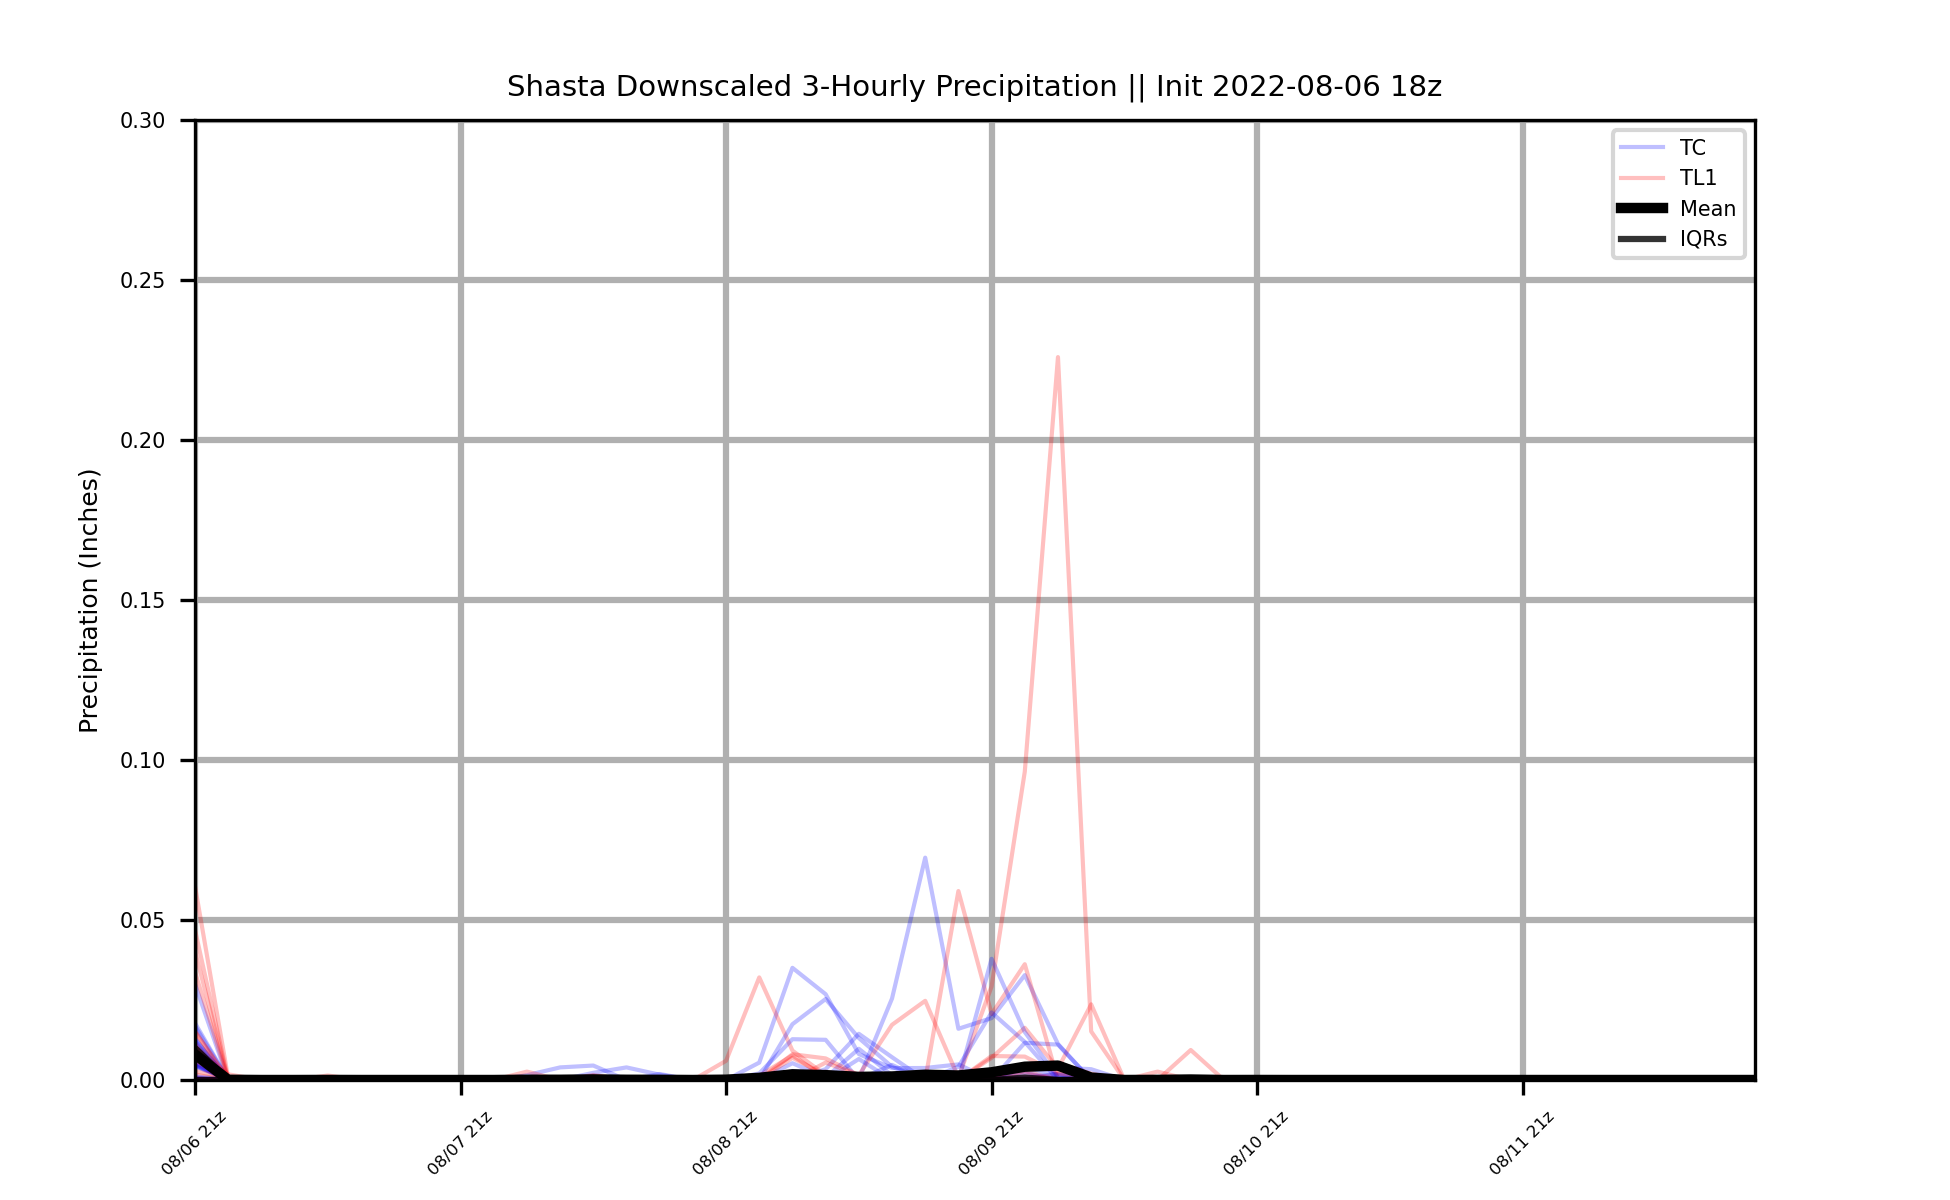 Shasta Downscaled 3-Hourly Precipitation || Init 2022-08-06 18z
Precipitation (Inches)
0.30
0.25
0.20
0.15
0.10
0.05
0.00
TC
TL1
Mean
IQRs
08/06 21z
08/07 21z
08/08 21z
08/09 21z
08/10 21z
08/11 21z